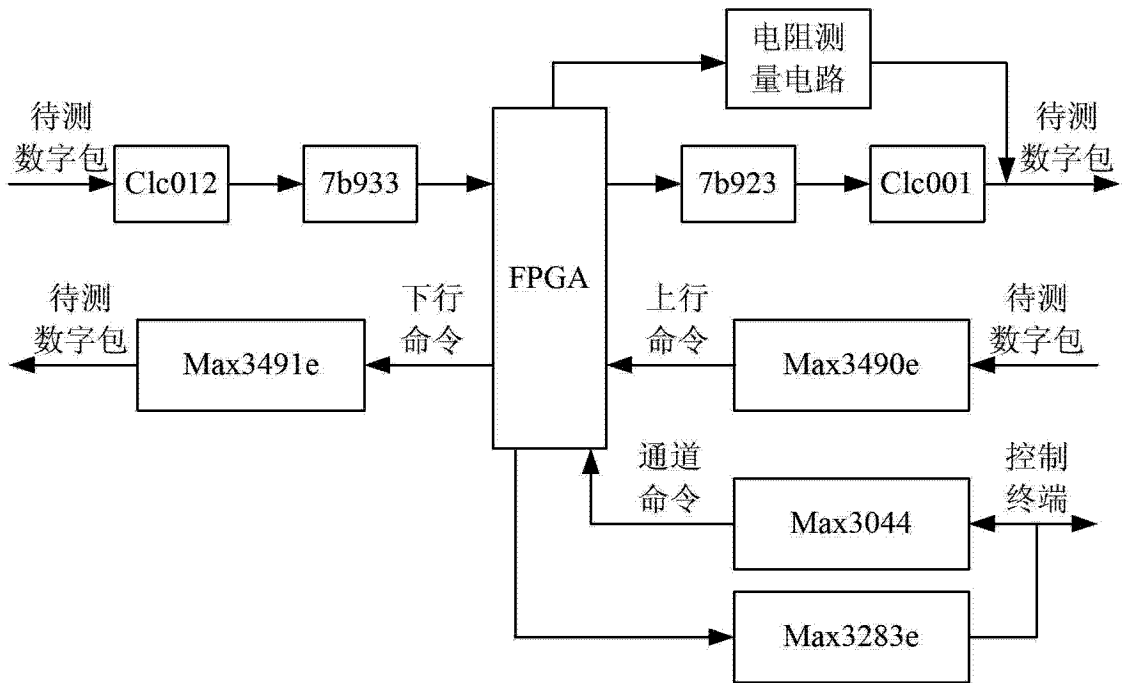 电阻测
量电路
待测
数字包
待测
数字包
Clc012
7b933
7b923
Clc001
FPGA
待测
数字包
下行
命令
上行
命令
待测
数字包
Max3491e
Max3490e
通道
命令
控制
终端
Max3044
Max3283e